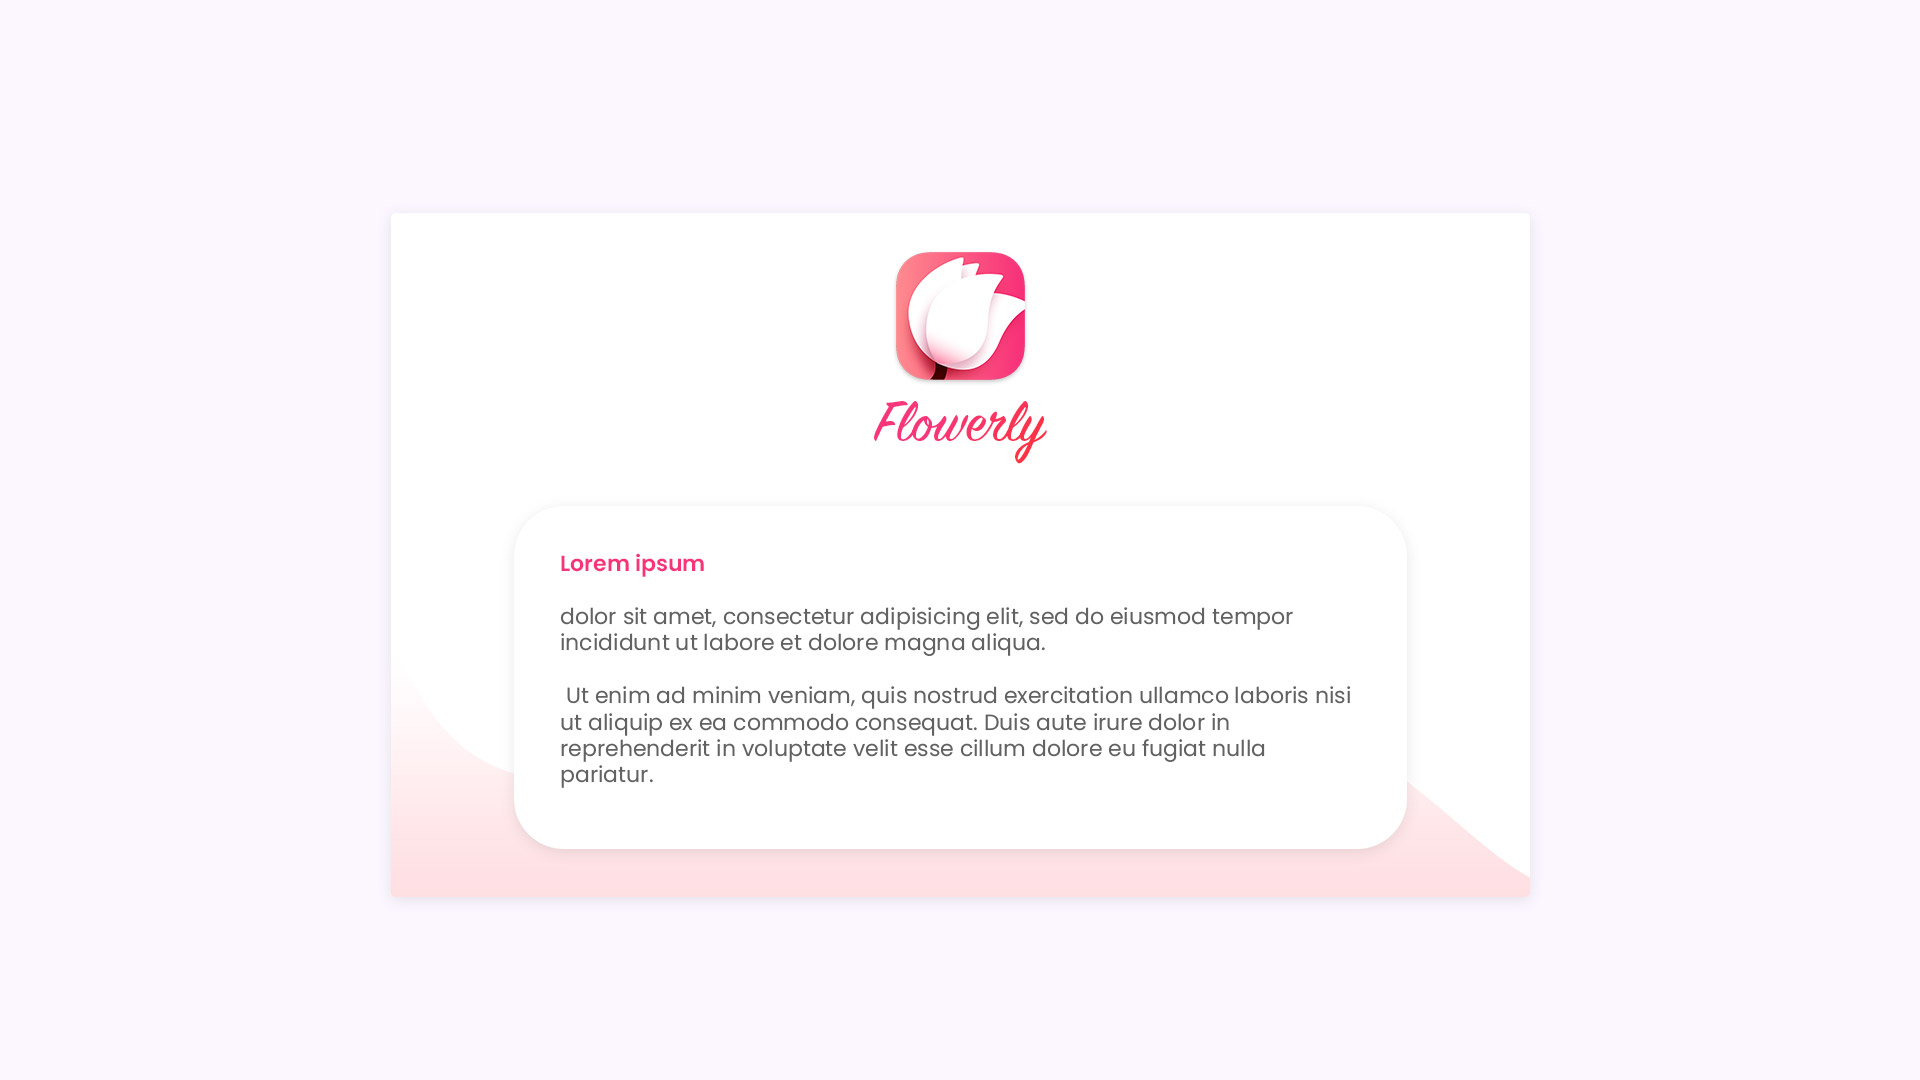 Flowerly
Lorem ipsum
dolor sit amet, consectetur adipisicing elit, sed do eiusmod tempor
incididunt ut labore et dolore magna aliqua.
Ut enim ad minim veniam, quis nostrud exercitation ullamco laboris nisi
ut aliquip ex ea commodo consequat. Duis aute irure dolor in
reprehenderit in voluptate velit esse cillum dolore eu fugiat nulla
pariatur.